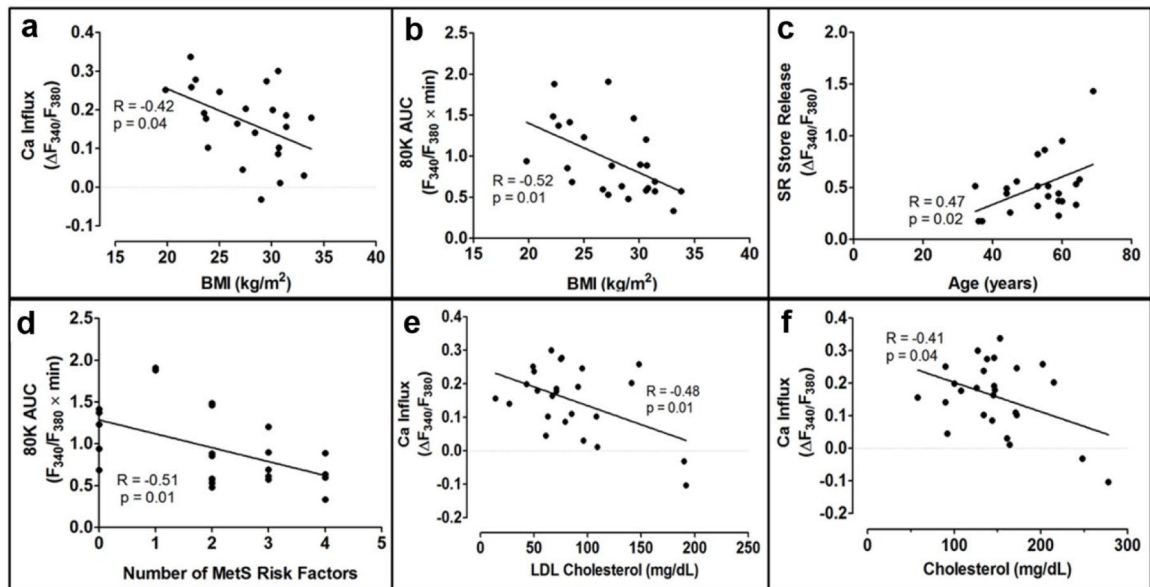 a
Ca Influx
(ΔF340/F380)
0.4
0.3
0.2
0.1
0.0
-0.1
R = -0.42
p = 0.04
15 20 25 30 35 40
BMI (kg/m²)
b
80K AUC
(F340/F380 × min)
2.5
2.0
1.5
1.0
0.5
0.0
R = -0.52
p = 0.01
15 20 25 30 35 40
BMI (kg/m²)
c
SR Store Release
(ΔF340/F380)
2.0
1.5
1.0
0.5
0.0
R = 0.47
p = 0.02
0 20 40 60 80
Age (years)
d
80K AUC
(F340/F380 × min)
2.5
2.0
1.5
1.0
0.5
0.0
R = -0.51
p = 0.01
0 1 2 3 4 5
Number of MetS Risk Factors
e
Ca Influx
(ΔF340/F380)
0.4
0.3
0.2
0.1
0.0
-0.1
-0.2
R = -0.48
p = 0.01
0 50 100 150 200 250
LDL Cholesterol (mg/dL)
f
Ca Influx
(ΔF340/F380)
0.4
0.3
0.2
0.1
0.0
-0.1
-0.2
R = -0.41
p = 0.04
0 100 200 300
Cholesterol (mg/dL)